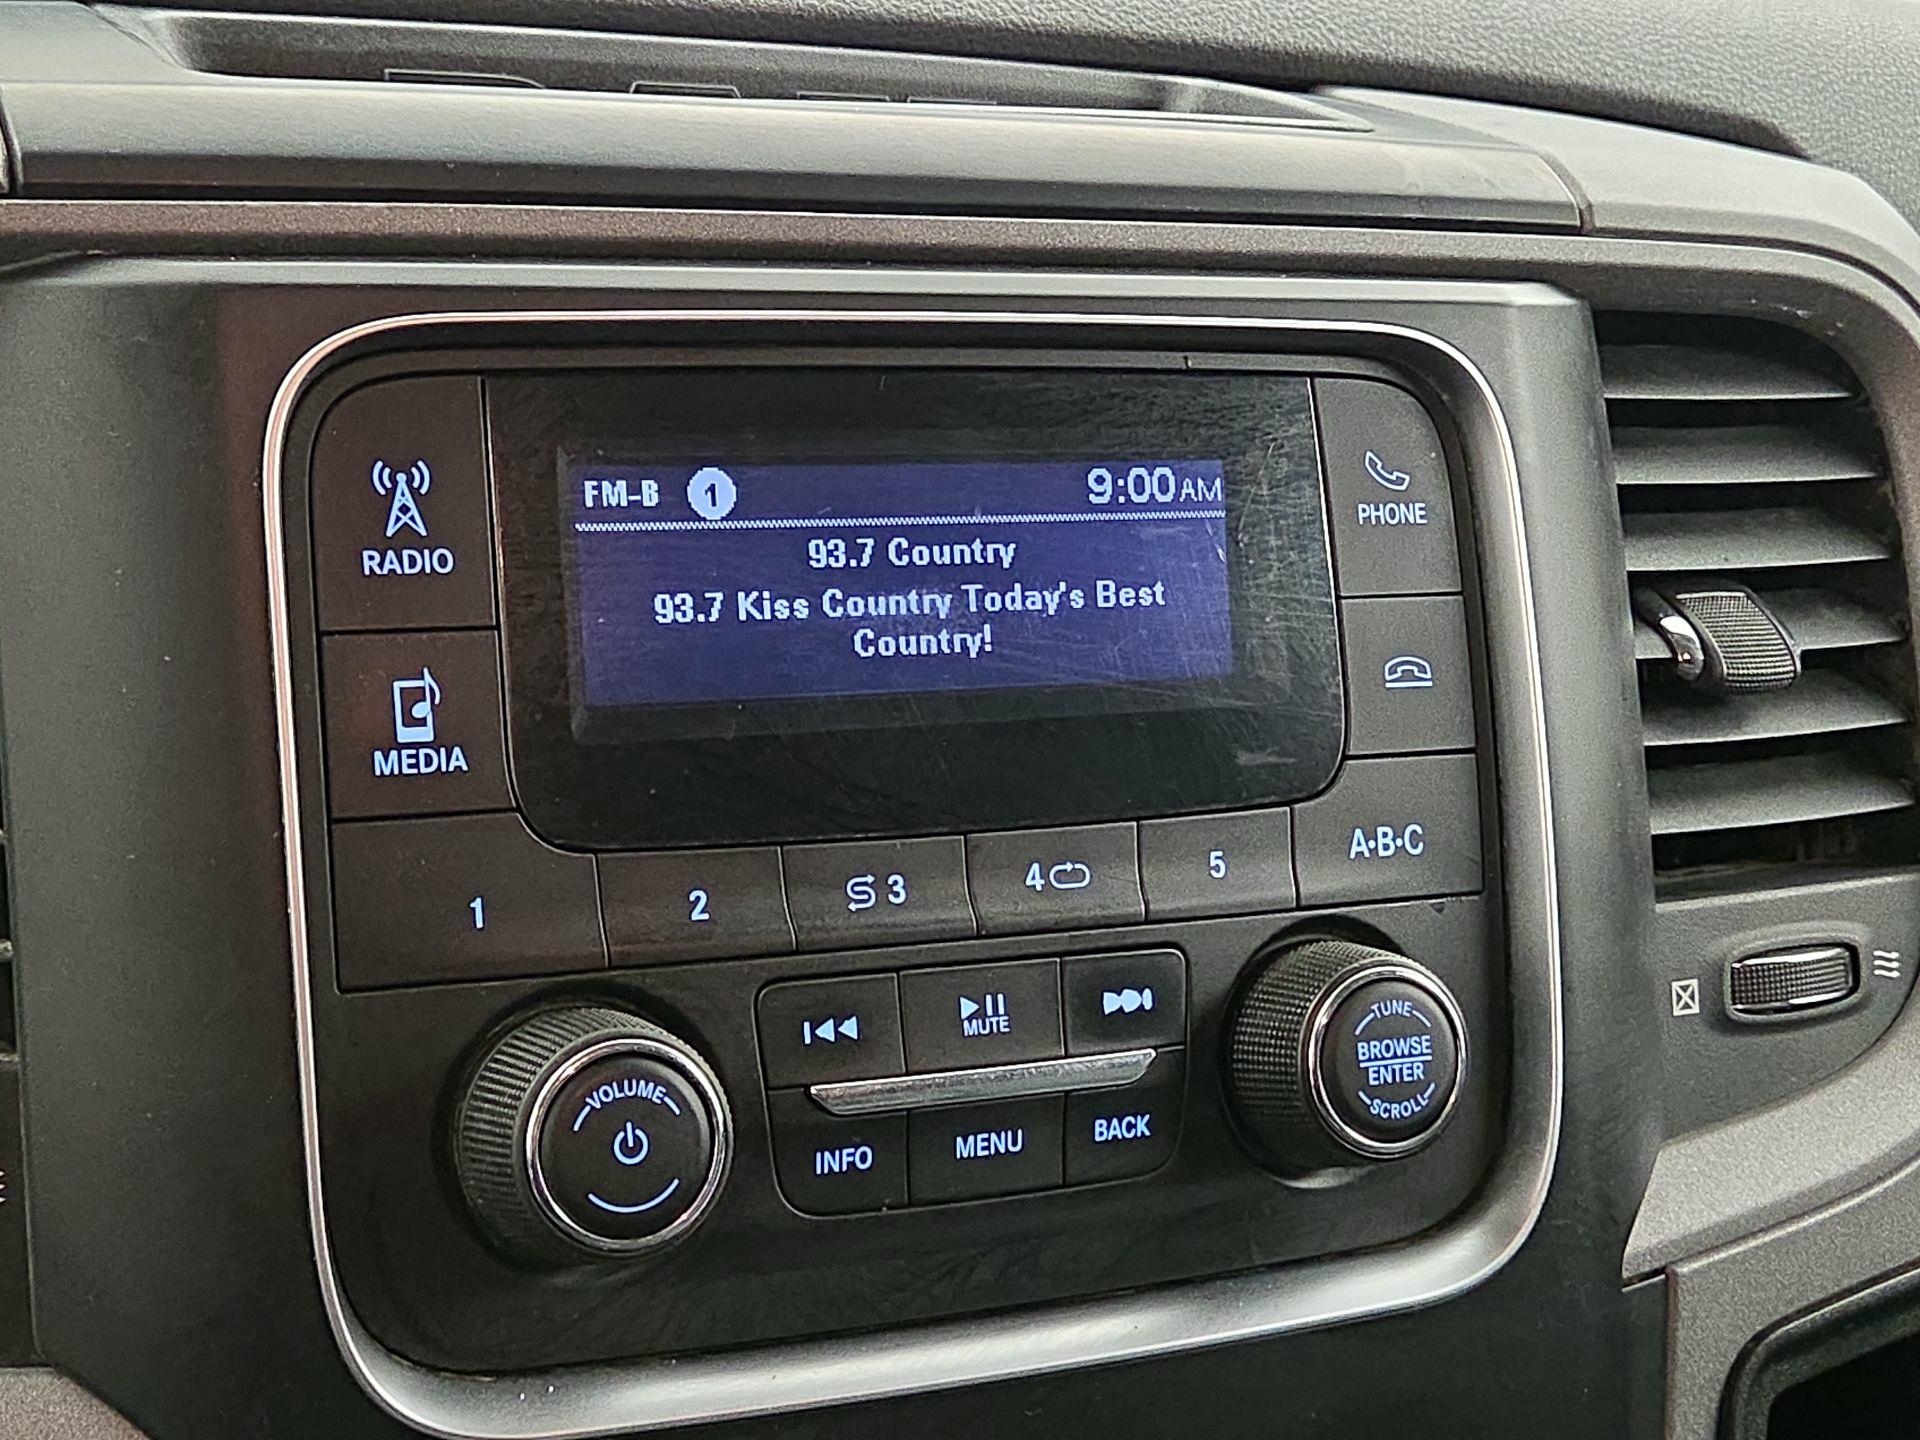 FM-B 1 9:00AM
93.7 Country
93.7 Kiss Country Today's Best
Country!
RADIO
MEDIA
PHONE
1 2 3 4 5 A•B•C
VOLUME
MUTE
INFO MENU BACK
TUNE
BROWSE
ENTER
SCROLL